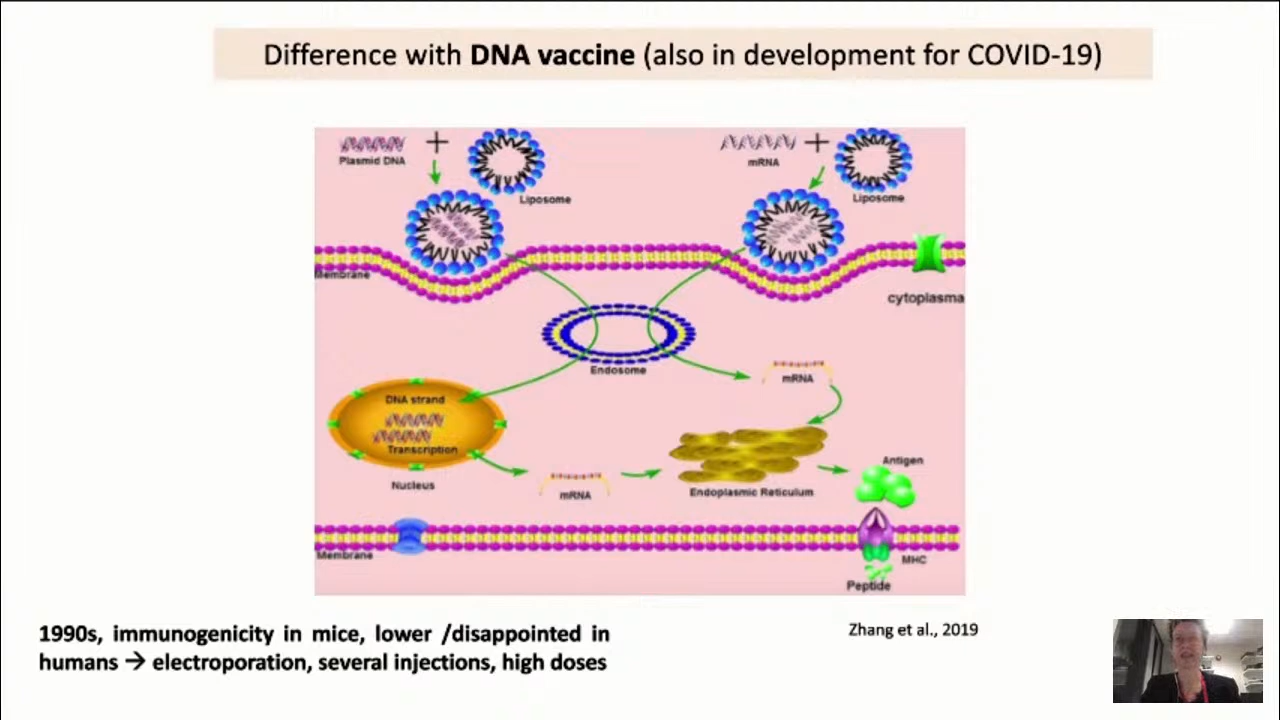 Difference with DNA vaccine (also in development for COVID-19)
Plasmid DNA
+
Liposome
mRNA
+
Liposome
Membrane
cytoplasma
Endosome
mRNA
DNA strand
Transcription
Nucleus
mRNA
Endoplasmic Reticulum
Antigen
Membrane
MHC
Peptide
1990s, immunogenicity in mice, lower /disappointed in
humans → electroporation, several injections, high doses
Zhang et al., 2019